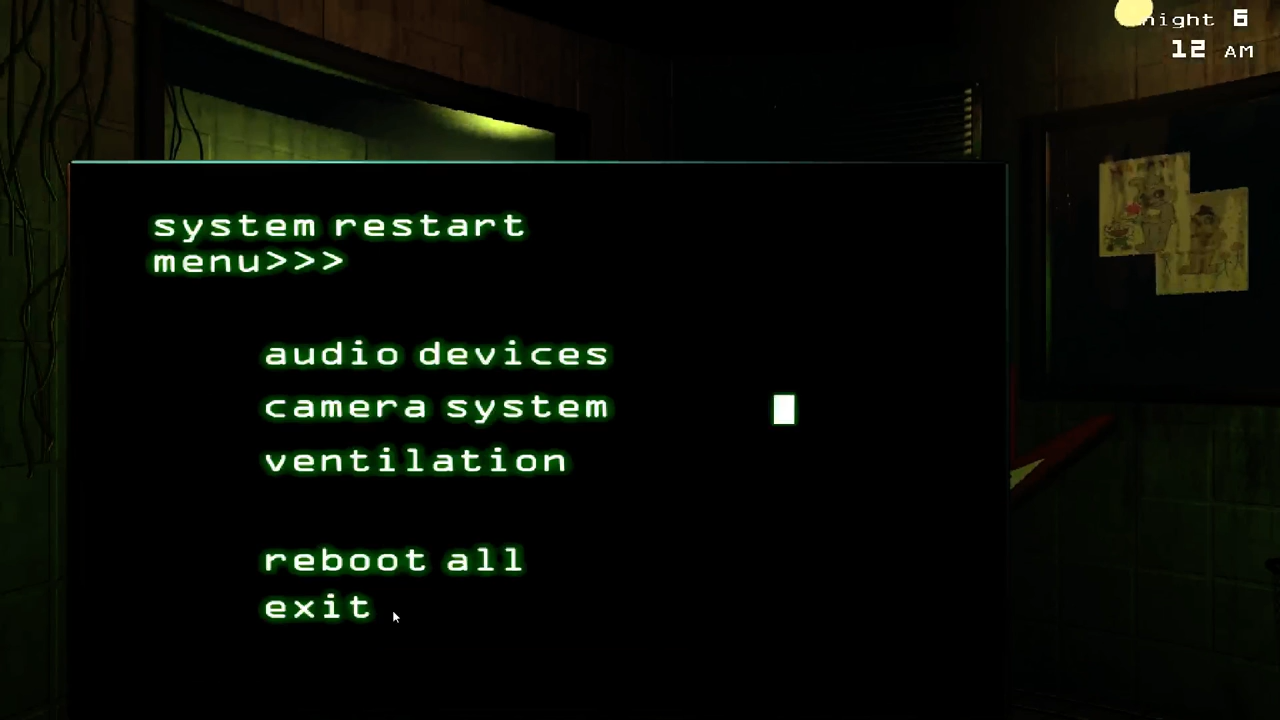 night 6
12 AM
system restart
menu>>>
audio devices
camera system
ventilation
reboot all
exit